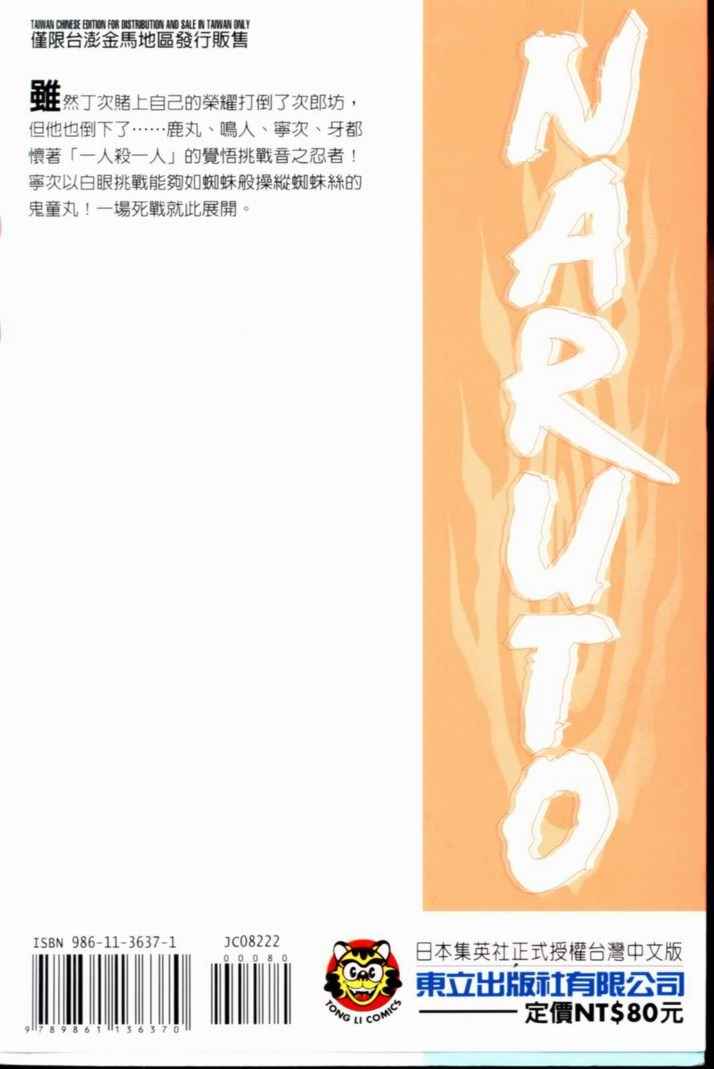 TAIWAN CHINESE EDITION FOR DISTRIBUTION AND SALE IN TAIWAN ONLY
僅限台澎金馬地區發行販售
雖然丁次賭上自己的榮耀打倒了次郎坊，
但他也倒下了……鹿丸、鳴人、寧次、牙都
懷著「一人殺一人」的覺悟挑戰音之忍者！
寧次以白眼挑戰能夠如蜘蛛般操縱蜘蛛絲的
鬼童丸！一場死戰就此展開。
NARUTO
ISBN 986-11-3637-1
9789861136370
JC08222
00080
TONG LI COMICS
日本集英社正式授權台灣中文版
東立出版社有限公司
定價NT$80元